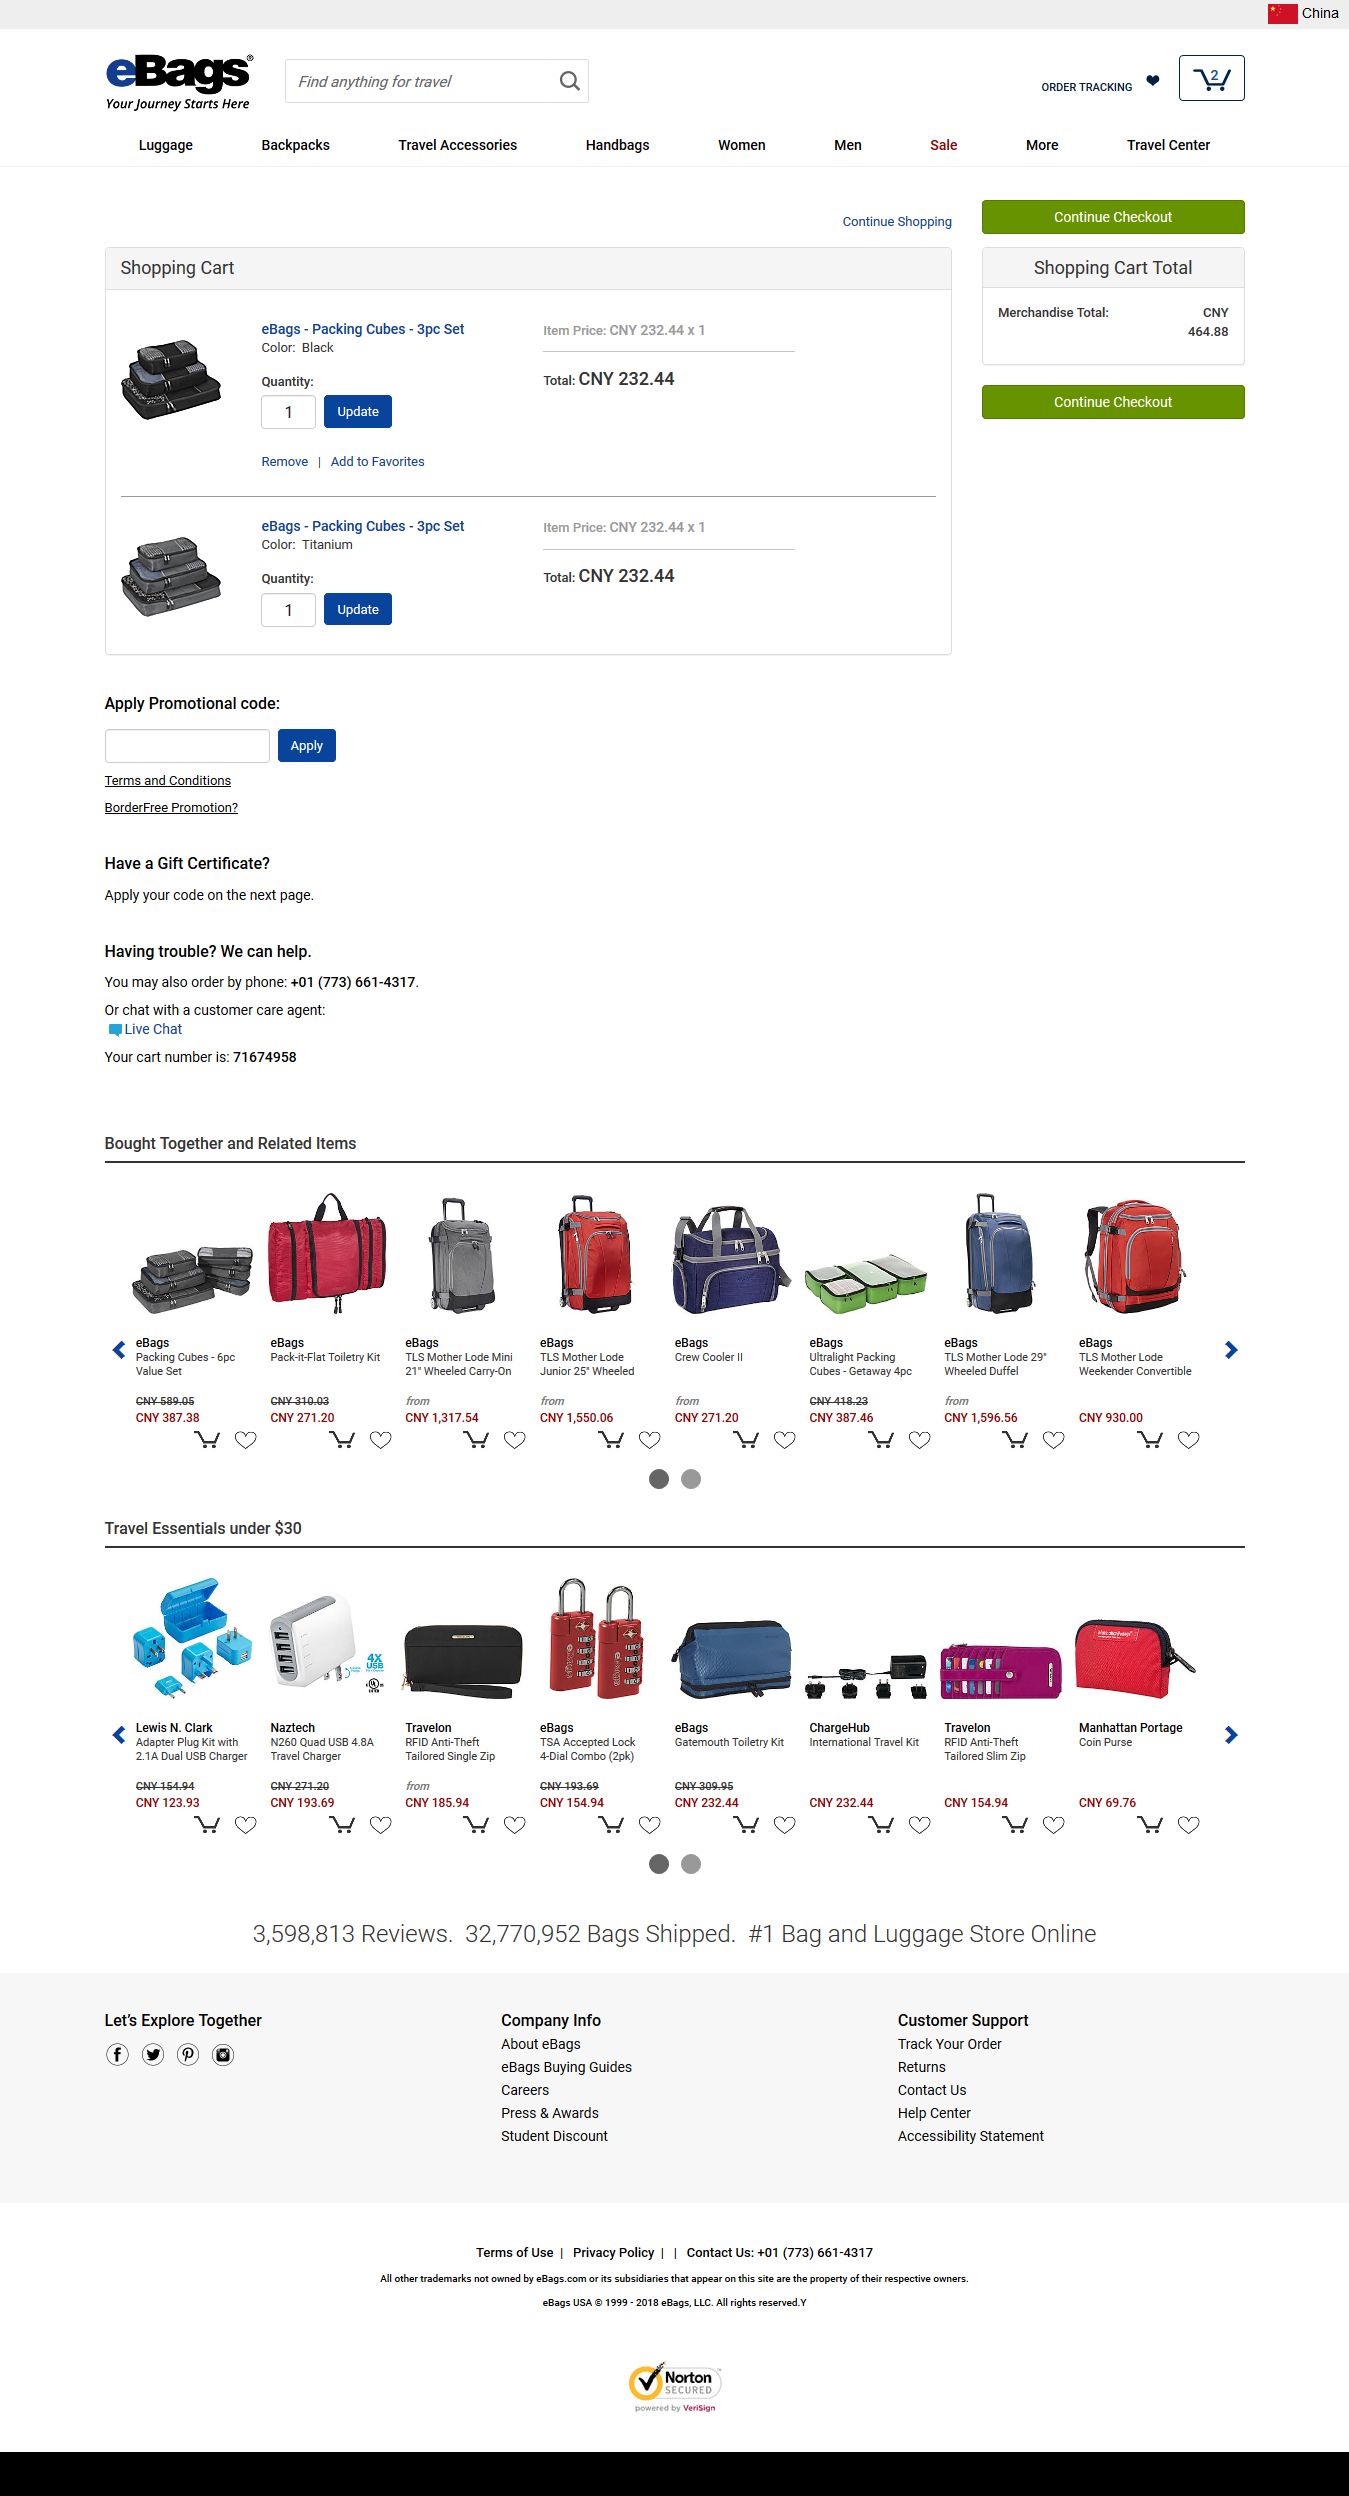 China
eBags®
Your Journey Starts Here
Find anything for travel
ORDER TRACKING
2
Luggage Backpacks Travel Accessories Handbags Women Men Sale More Travel Center
Continue Shopping
Continue Checkout
Shopping Cart
eBags - Packing Cubes - 3pc Set
Color: Black
Quantity:
1 Update
Remove | Add to Favorites
Item Price: CNY 232.44 x 1
Total: CNY 232.44
eBags - Packing Cubes - 3pc Set
Color: Titanium
Quantity:
1 Update
Item Price: CNY 232.44 x 1
Total: CNY 232.44
Shopping Cart Total
Merchandise Total: CNY
464.88
Continue Checkout
Apply Promotional code:
Apply
Terms and Conditions
BorderFree Promotion?
Have a Gift Certificate?
Apply your code on the next page.
Having trouble? We can help.
You may also order by phone: +01 (773) 661-4317.
Or chat with a customer care agent:
Live Chat
Your cart number is: 71674958
Bought Together and Related Items
eBags
Packing Cubes - 6pc
Value Set
CNY 589.05
CNY 387.38
eBags
Pack-it-Flat Toiletry Kit
CNY 310.03
CNY 271.20
eBags
TLS Mother Lode Mini
21" Wheeled Carry-On
from
CNY 1,317.54
eBags
TLS Mother Lode
Junior 25" Wheeled
from
CNY 1,550.06
eBags
Crew Cooler II
from
CNY 271.20
eBags
Ultralight Packing
Cubes - Getaway 4pc
CNY 418.23
CNY 387.46
eBags
TLS Mother Lode 29"
Wheeled Duffel
from
CNY 1,596.56
eBags
TLS Mother Lode
Weekender Convertible
CNY 930.00
Travel Essentials under $30
4X
USB
Lewis N. Clark
Adapter Plug Kit with
2.1A Dual USB Charger
CNY 154.94
CNY 123.93
Naztech
N260 Quad USB 4.8A
Travel Charger
CNY 271.20
CNY 193.69
Travelon
RFID Anti-Theft
Tailored Single Zip
from
CNY 185.94
eBags
TSA Accepted Lock
4-Dial Combo (2pk)
CNY 193.69
CNY 154.94
eBags
Gatemouth Toiletry Kit
CNY 309.95
CNY 232.44
ChargeHub
International Travel Kit
CNY 232.44
Travelon
RFID Anti-Theft
Tailored Slim Zip
CNY 154.94
Manhattan Portage
Coin Purse
CNY 69.76
3,598,813 Reviews. 32,770,952 Bags Shipped. #1 Bag and Luggage Store Online
Let's Explore Together
Company Info
About eBags
eBags Buying Guides
Careers
Press & Awards
Student Discount
Customer Support
Track Your Order
Returns
Contact Us
Help Center
Accessibility Statement
Terms of Use | Privacy Policy | | Contact Us: +01 (773) 661-4317
All other trademarks not owned by eBags.com or its subsidiaries that appear on this site are the property of their respective owners.
eBags USA © 1999 - 2018 eBags, LLC. All rights reserved.Y
Norton
SECURED
powered by VeriSign